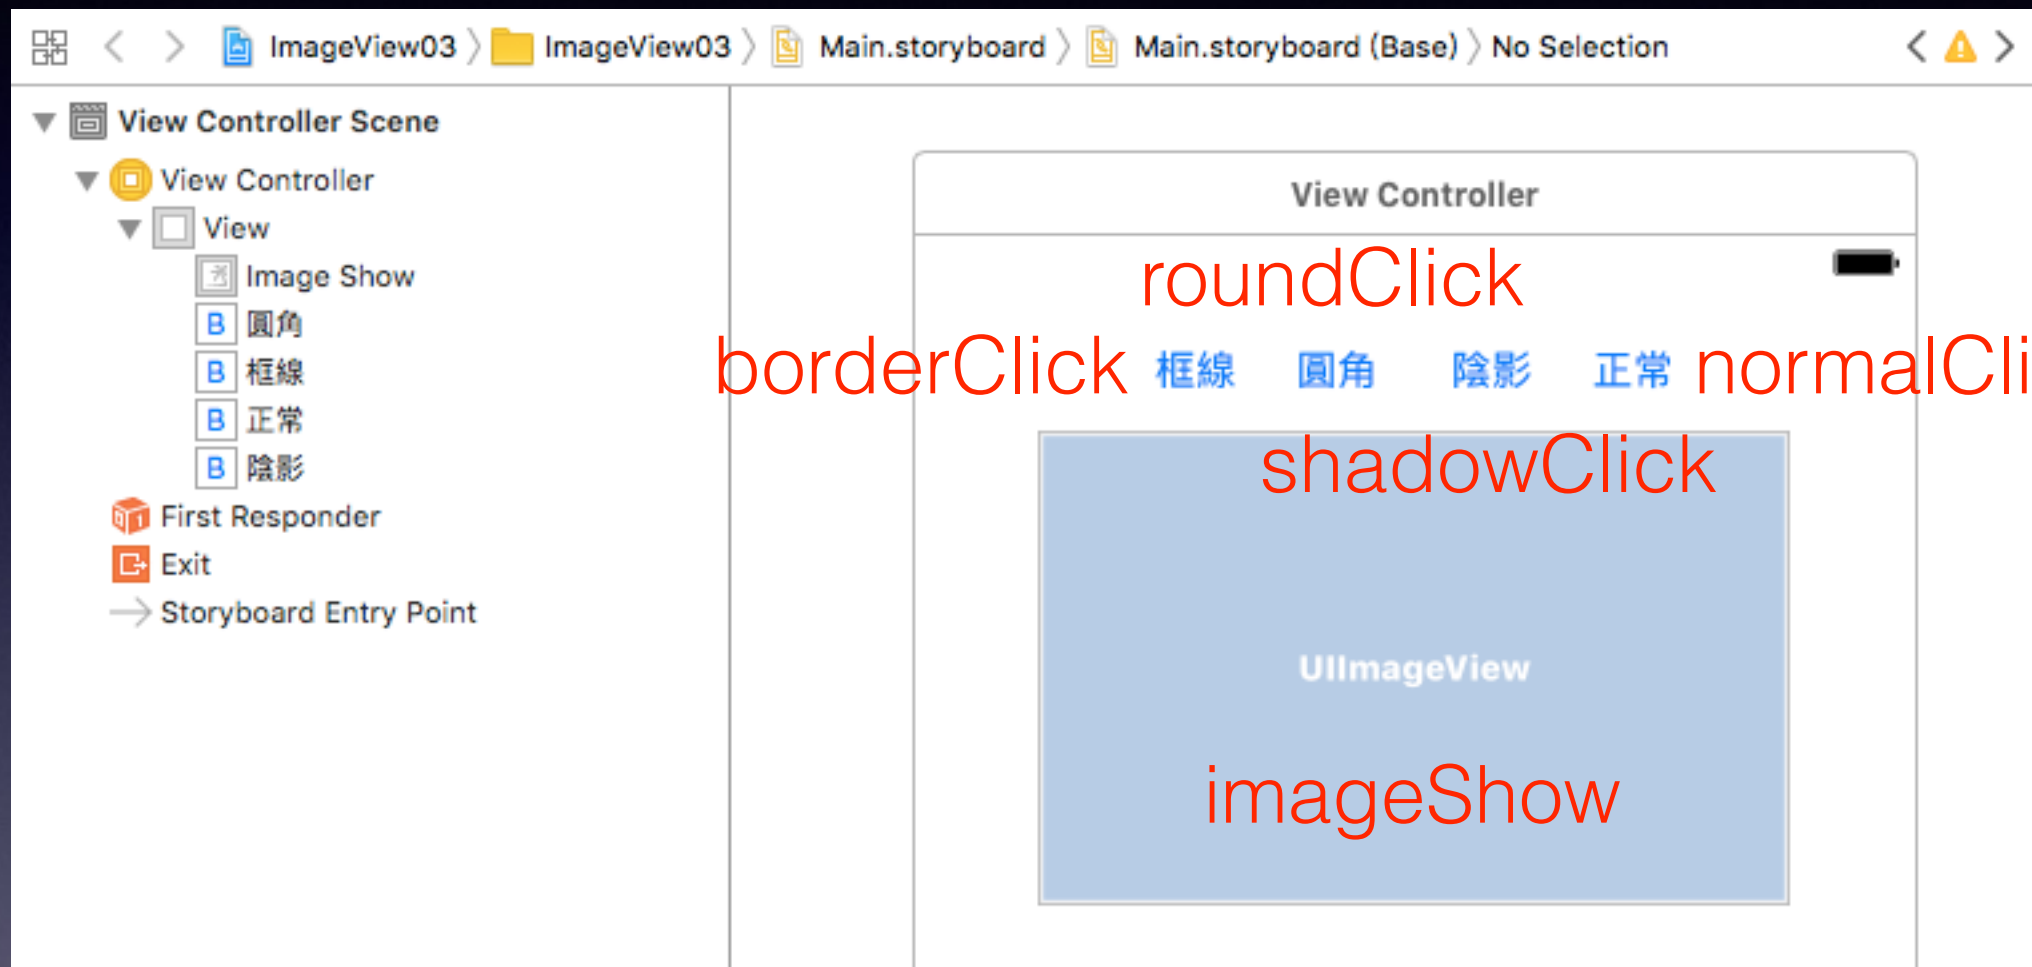 ImageView03 〉 ImageView03 〉 Main.storyboard 〉 Main.storyboard (Base) 〉 No Selection
View Controller Scene
View Controller
View
Image Show
B 圓角
B 框線
B 正常
B 陰影
First Responder
Exit
Storyboard Entry Point
View Controller
roundClick
borderClick 框線 圓角 陰影 正常 normalCli
shadowClick
UIImageView
imageShow